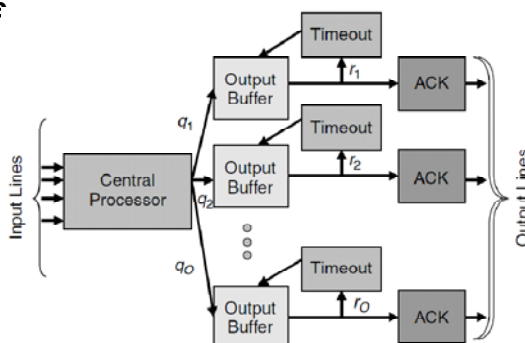 Timeout
Output
Buffer
r1
ACK
q1
Timeout
Output
Buffer
r2
ACK
Input Lines
Central
Processor
q2
Output Lines
qO
Timeout
Output
Buffer
rO
ACK